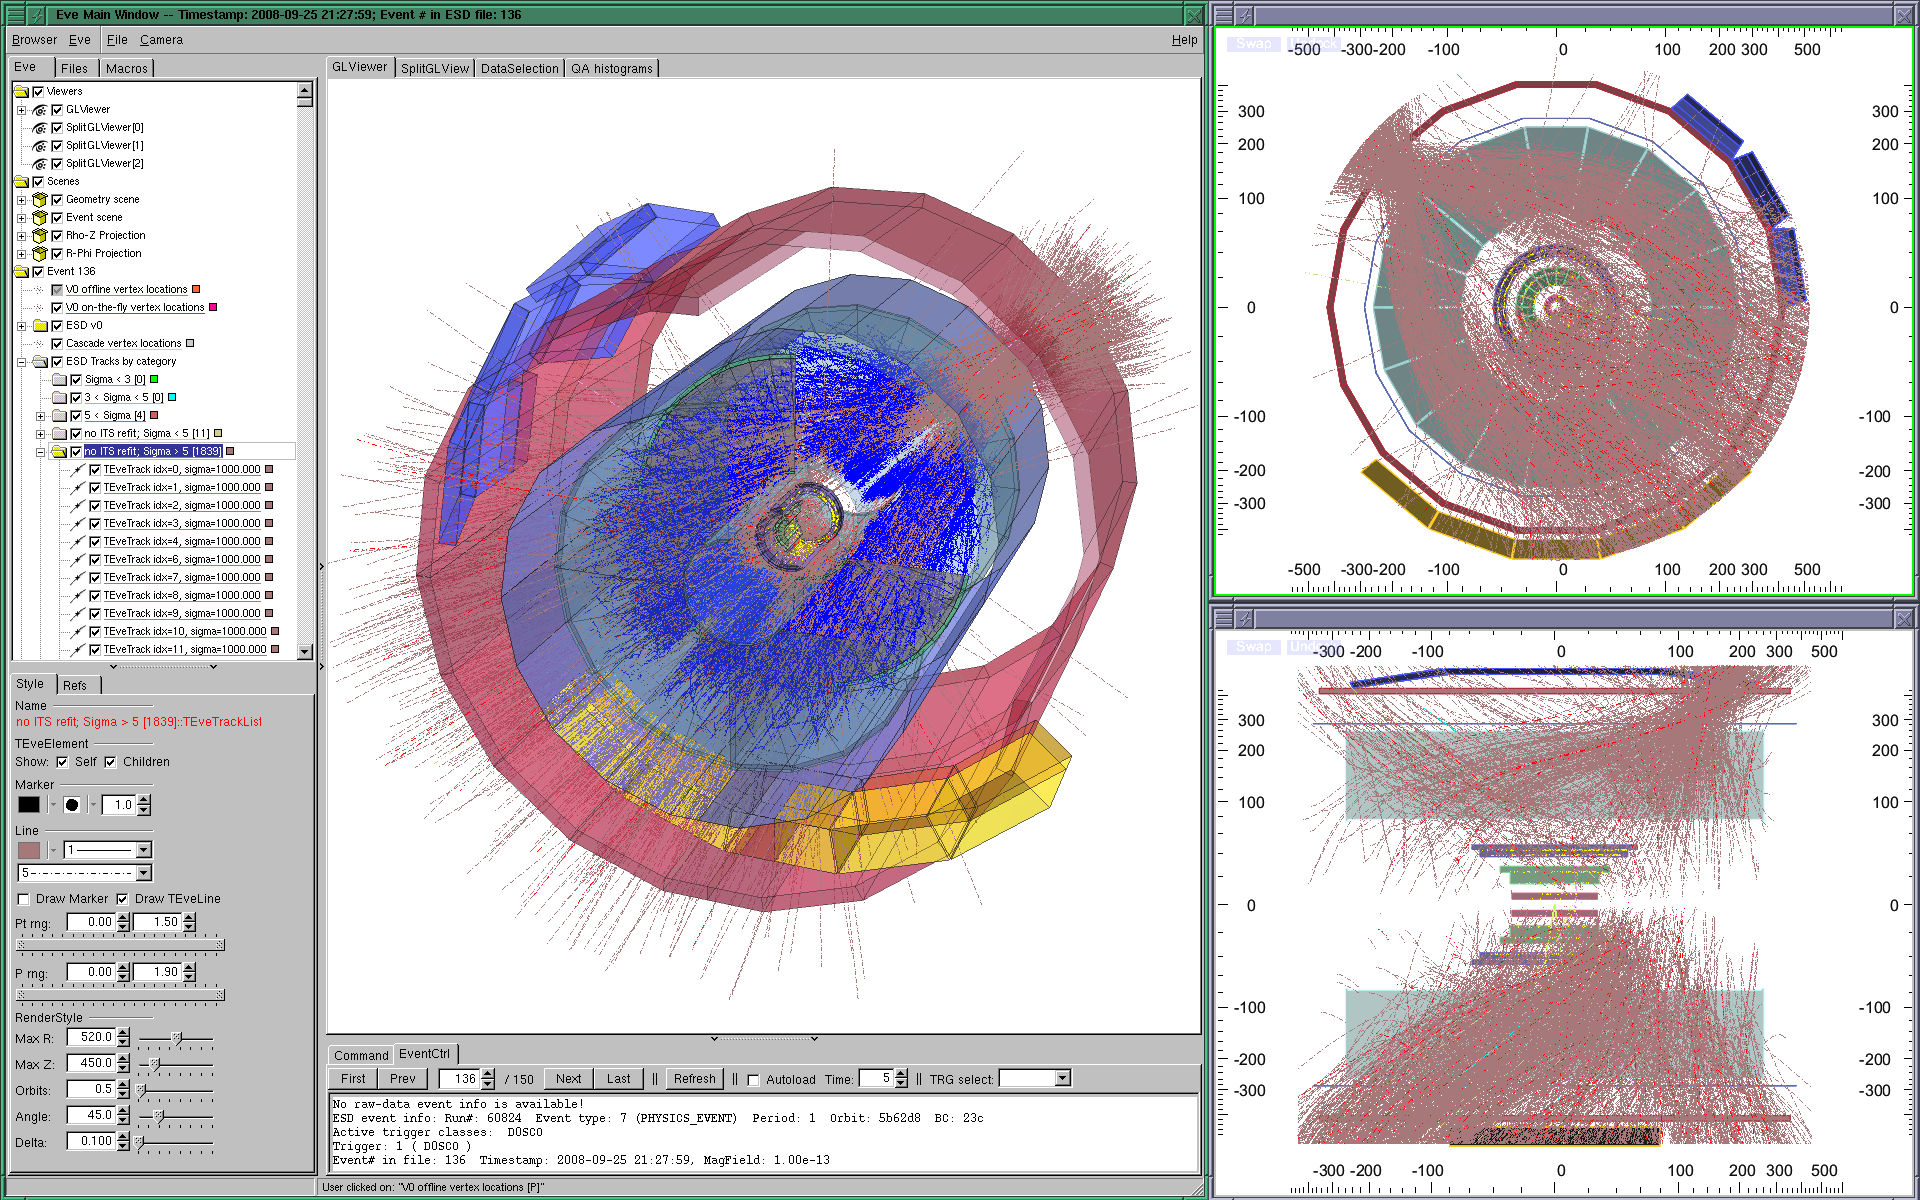 Eve Main Window -- Timestamp: 2008-09-25 21:27:59; Event # in ESD file: 136
Browser Eve File Camera Help
Eve Files Macros
Viewers
GLViewer
SplitGLViewer[0]
SplitGLViewer[1]
SplitGLViewer[2]
Scenes
Geometry scene
Event scene
Rho-Z Projection
R-Phi Projection
Event 136
V0 offline vertex locations
V0 on-the-fly vertex locations
ESD v0
Cascade vertex locations
ESD Tracks by category
Sigma < 3 [0]
3 < Sigma < 5 [0]
5 < Sigma [4]
no ITS refit; Sigma < 5 [11]
no ITS refit; Sigma > 5 [1839]
TEveTrack idx=0, sigma=1000.000
TEveTrack idx=1, sigma=1000.000
TEveTrack idx=2, sigma=1000.000
TEveTrack idx=3, sigma=1000.000
TEveTrack idx=4, sigma=1000.000
TEveTrack idx=6, sigma=1000.000
TEveTrack idx=7, sigma=1000.000
TEveTrack idx=8, sigma=1000.000
TEveTrack idx=9, sigma=1000.000
TEveTrack idx=10, sigma=1000.000
TEveTrack idx=11, sigma=1000.000
Style Refs
Name
no ITS refit; Sigma > 5 [1839]::TEveTrackList
TEveElement
Show: Self Children
Marker
1.0
Line
1
5
Draw Marker Draw TEveLine
Pt rng: 0.00 1.50
P rng: 0.00 1.90
RenderStyle
Max R: 520.0
Max Z: 450.0
Orbits: 0.5
Angle: 45.0
Delta: 0.100
GLViewer SplitGLView DataSelection QA histograms
Command EventCtrl
First Prev 136 / 150 Next Last || Refresh || Autoload Time: 5 || TRG select:
No raw-data event info is available!
ESD event info: Run#: 60824 Event type: 7 (PHYSICS_EVENT) Period: 1 Orbit: 5b62d8 BC: 23c
Active trigger classes: D0SCO
Trigger: 1 ( D0SCO )
Event# in file: 136 Timestamp: 2008-09-25 21:27:59, MagField: 1.00e-13
User clicked on: "V0 offline vertex locations [P]"
Swap
-500 -300 -200 -100 0 100 200 300 500
300 300
200 200
100 100
0 0
-100 -100
-200 -200
-300 -300
-500 -300 -200 -100 0 100 200 300 500
Swap
-300 -200 -100 0 100 200 300 500
300 300
200 200
100 100
0 0
-100 -100
-200 -200
-300 -300
-300 -200 -100 0 100 200 300 500